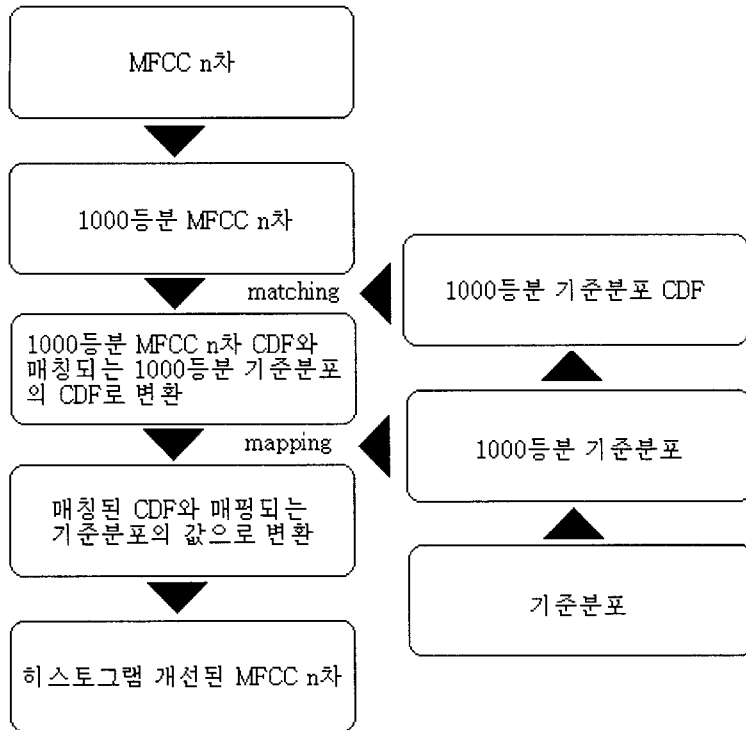 MFCC n차
1000등분 MFCC n차
matching
1000등분 기준분포 CDF
1000등분 MFCC n차 CDF와
매칭되는 1000등분 기준분포
의 CDF로 변환
mapping
1000등분 기준분포
매칭된 CDF와 매핑되는
기준분포의 값으로 변환
기준분포
히스토그램 개선된 MFCC n차